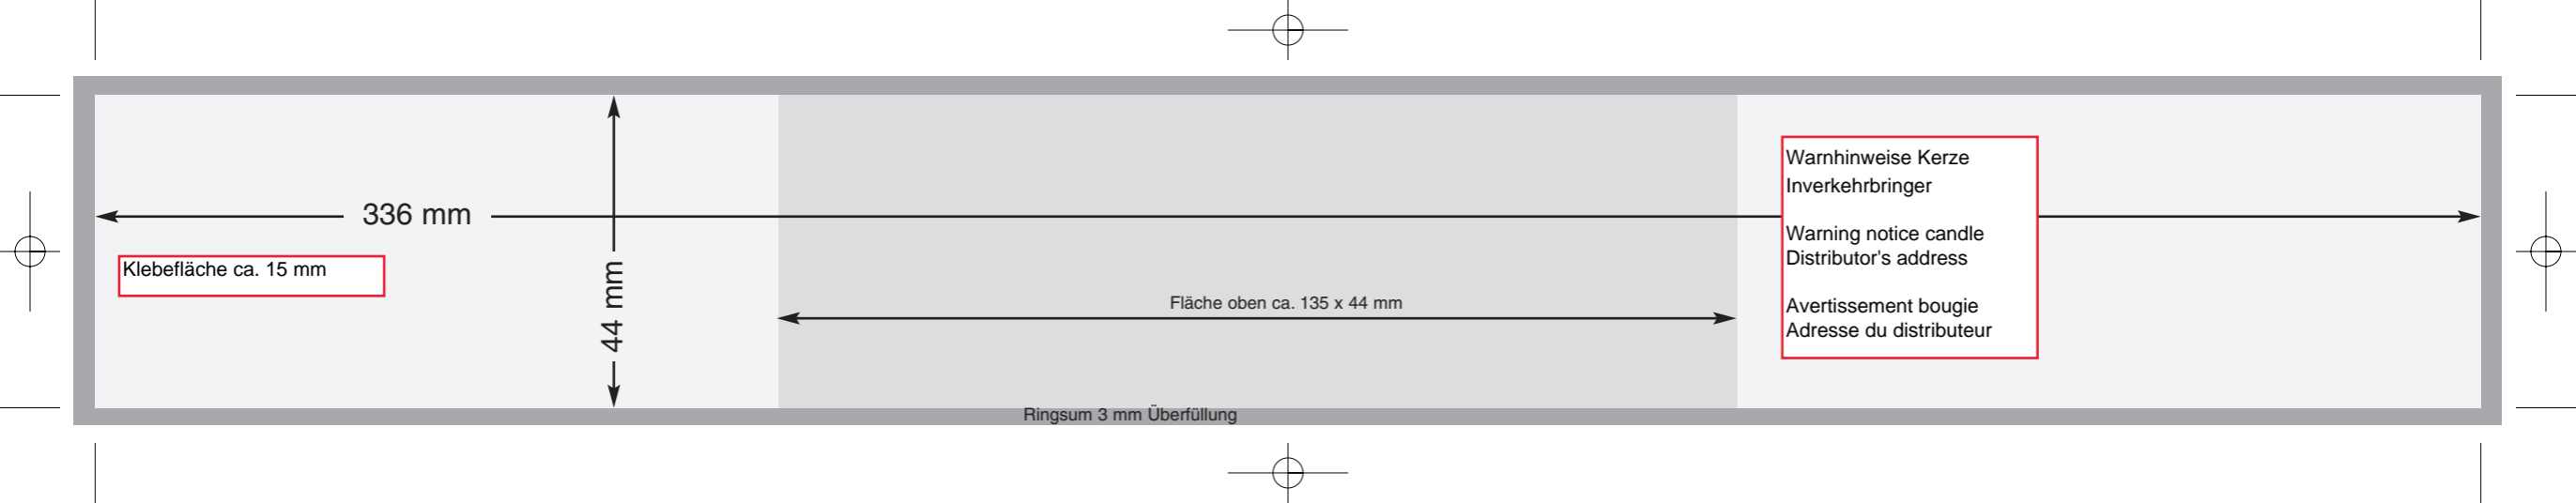 336 mm
Klebefläche ca. 15 mm
44 mm
Fläche oben ca. 135 x 44 mm
Warnhinweise Kerze
Inverkehrbringer
Warning notice candle
Distributor's address
Avertissement bougie
Adresse du distributeur
Ringsum 3 mm Überfüllung